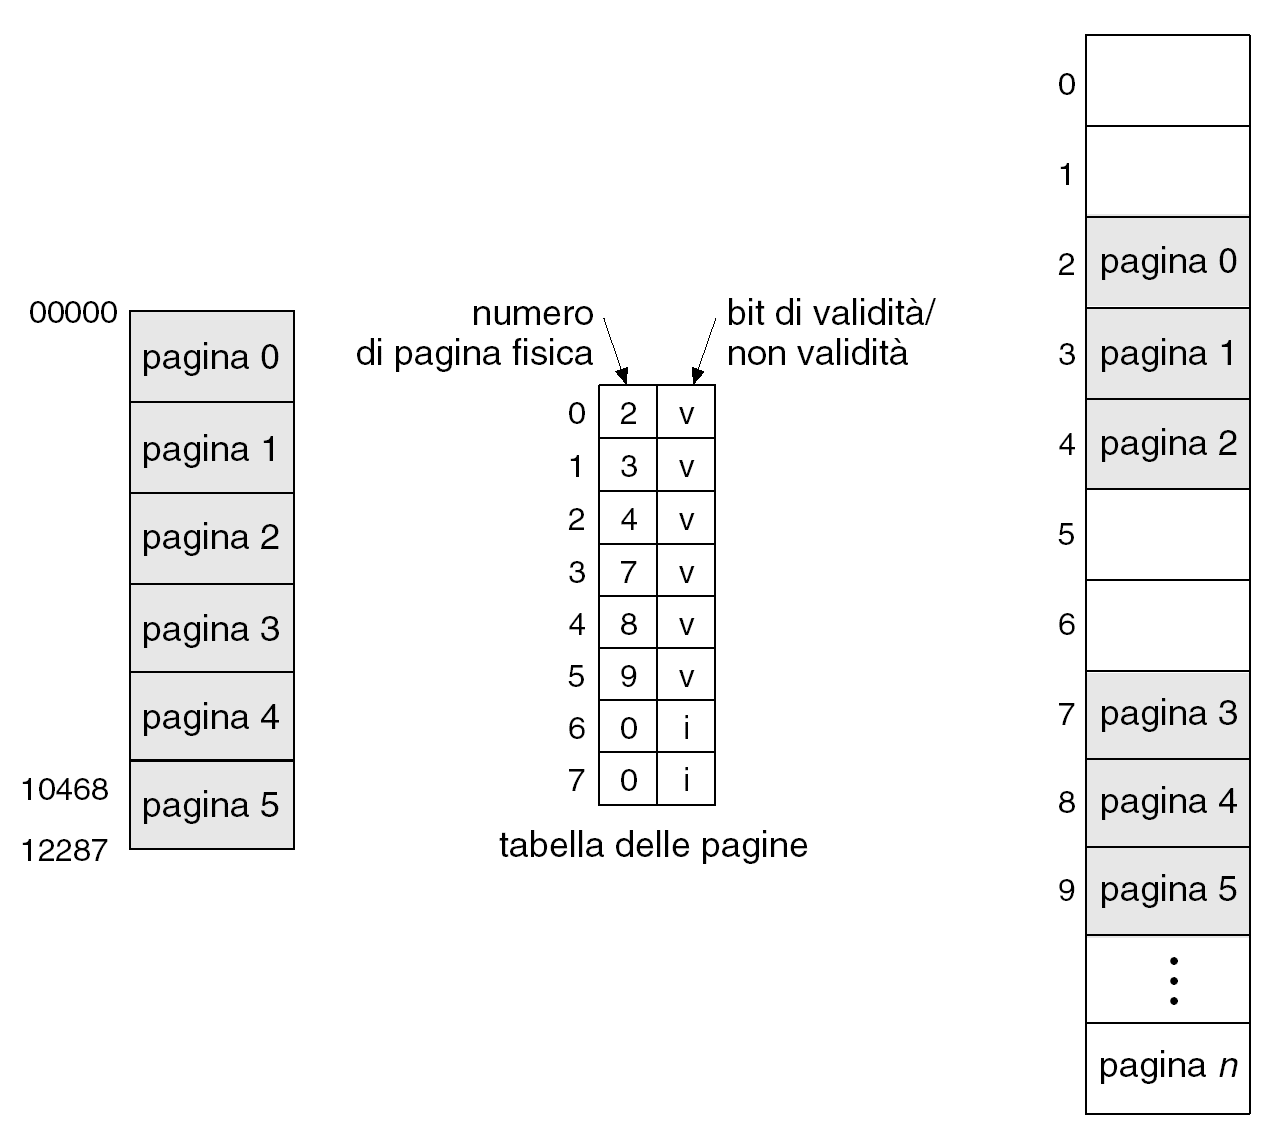 00000
pagina 0
pagina 1
pagina 2
pagina 3
pagina 4
10468
pagina 5
12287
numero
di pagina fisica
bit di validità/
non validità
0 2 v
1 3 v
2 4 v
3 7 v
4 8 v
5 9 v
6 0 i
7 0 i
tabella delle pagine
0
1
2 pagina 0
3 pagina 1
4 pagina 2
5
6
7 pagina 3
8 pagina 4
9 pagina 5
pagina n